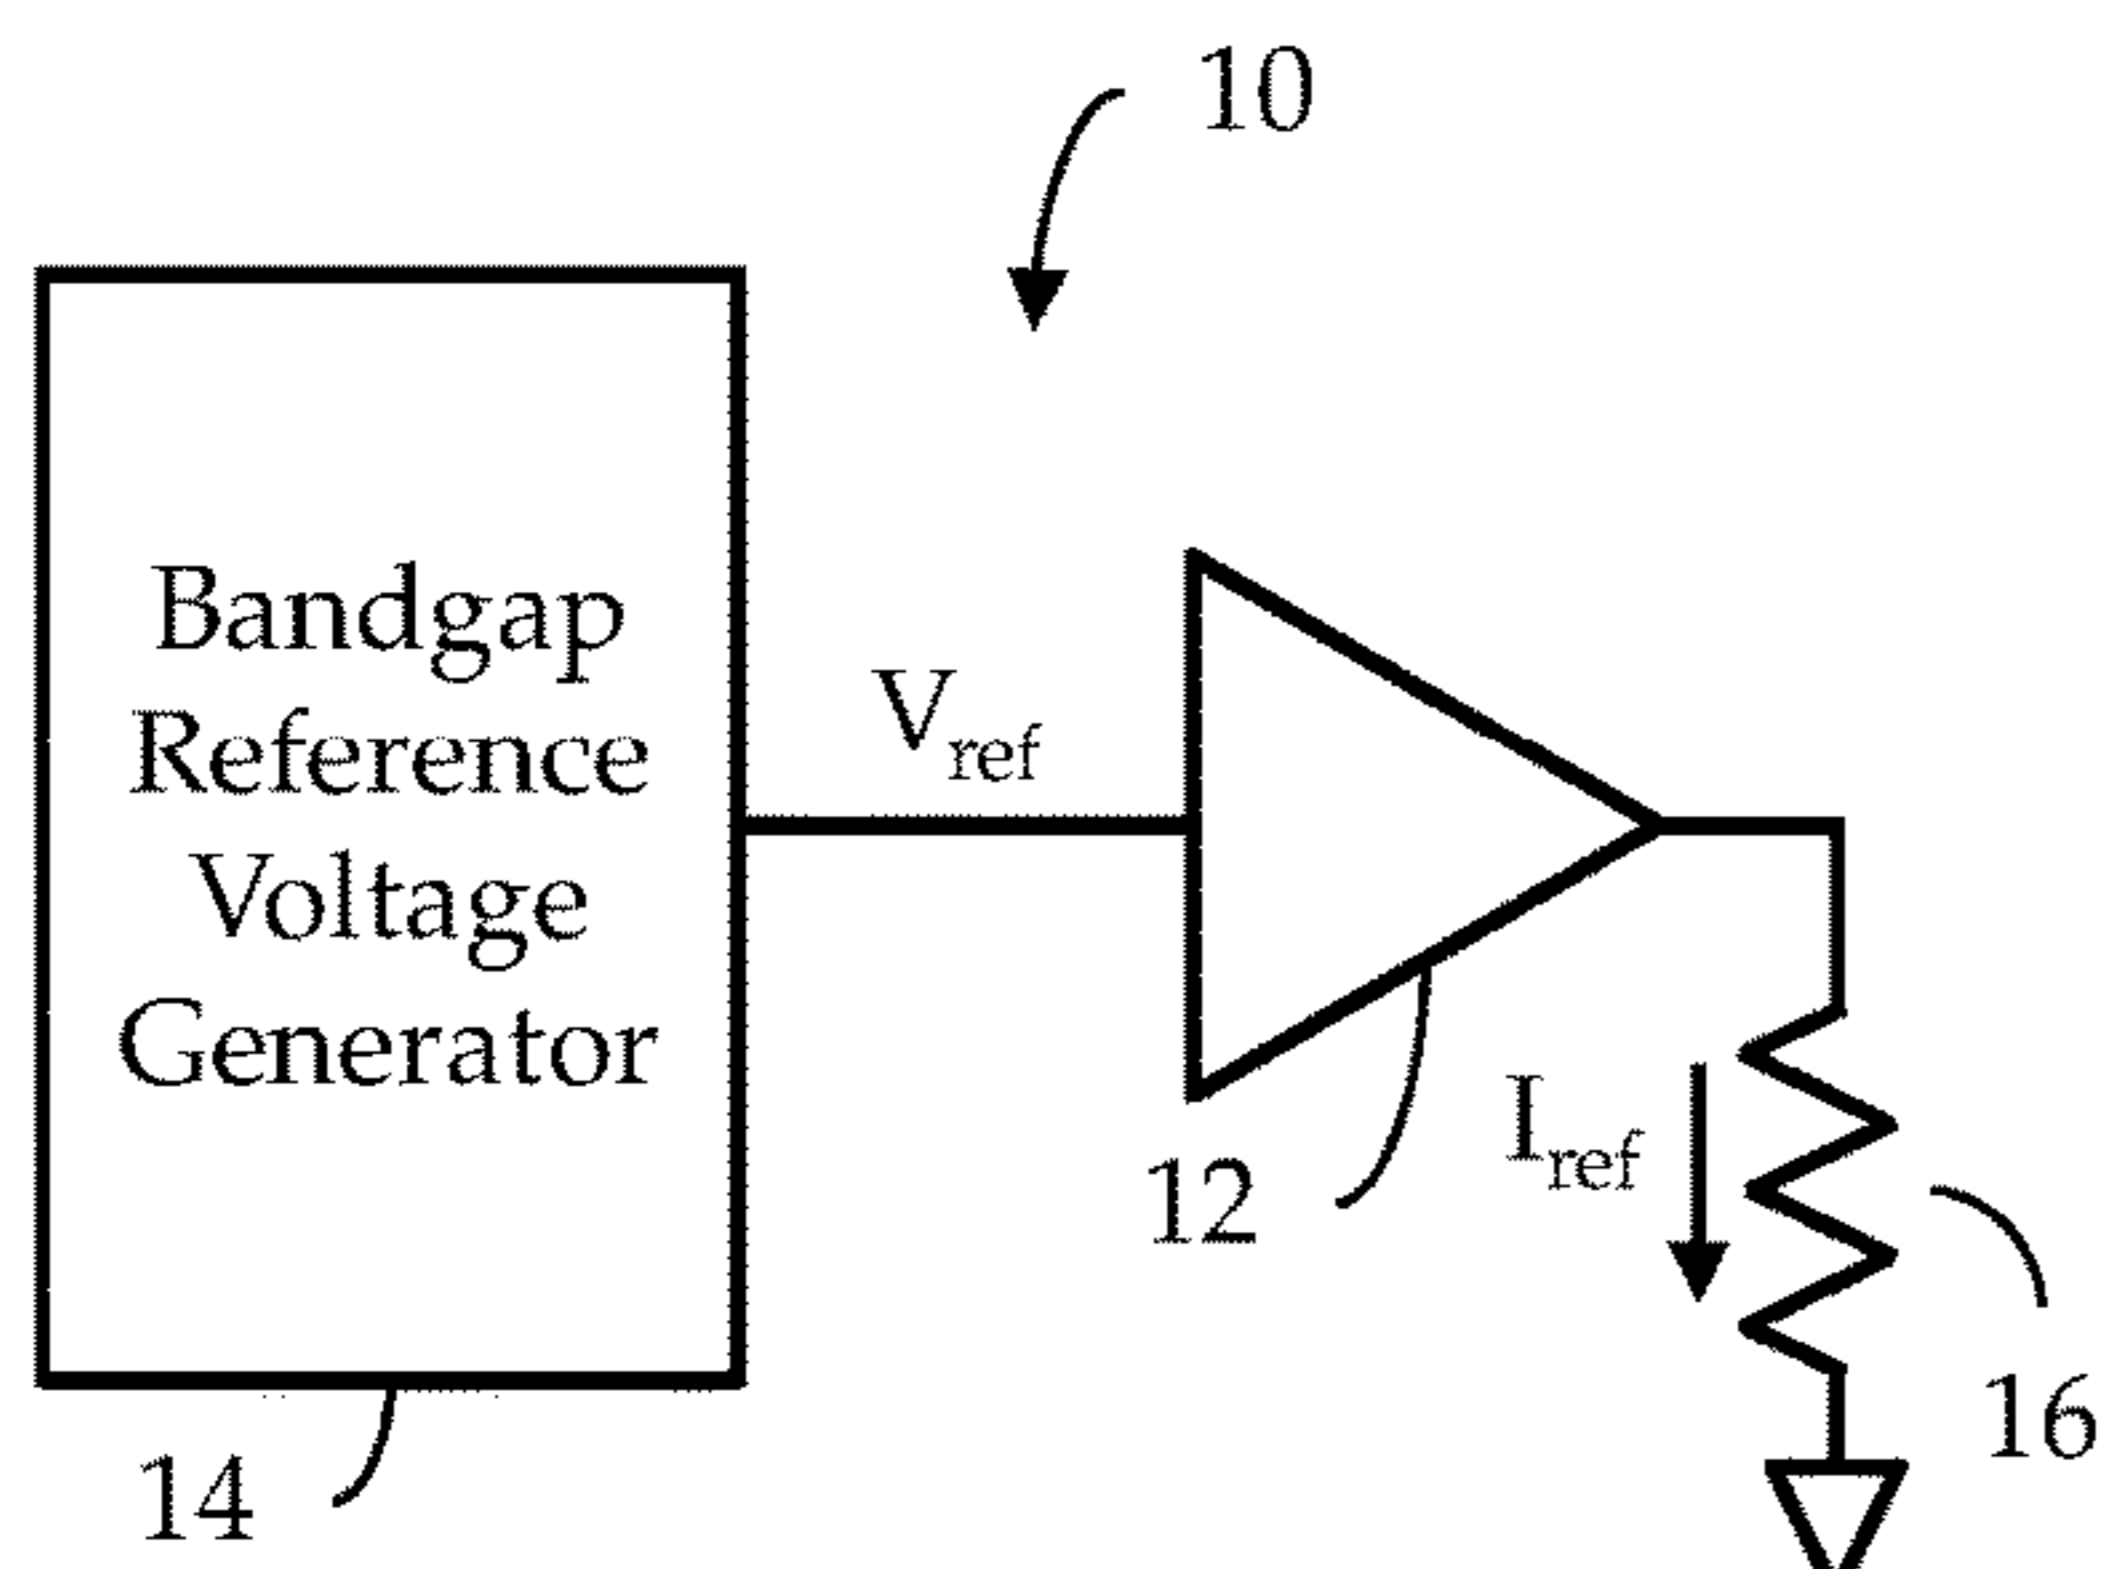 10
Bandgap
Reference
Voltage
Generator
Vref
12
Iref
16
14